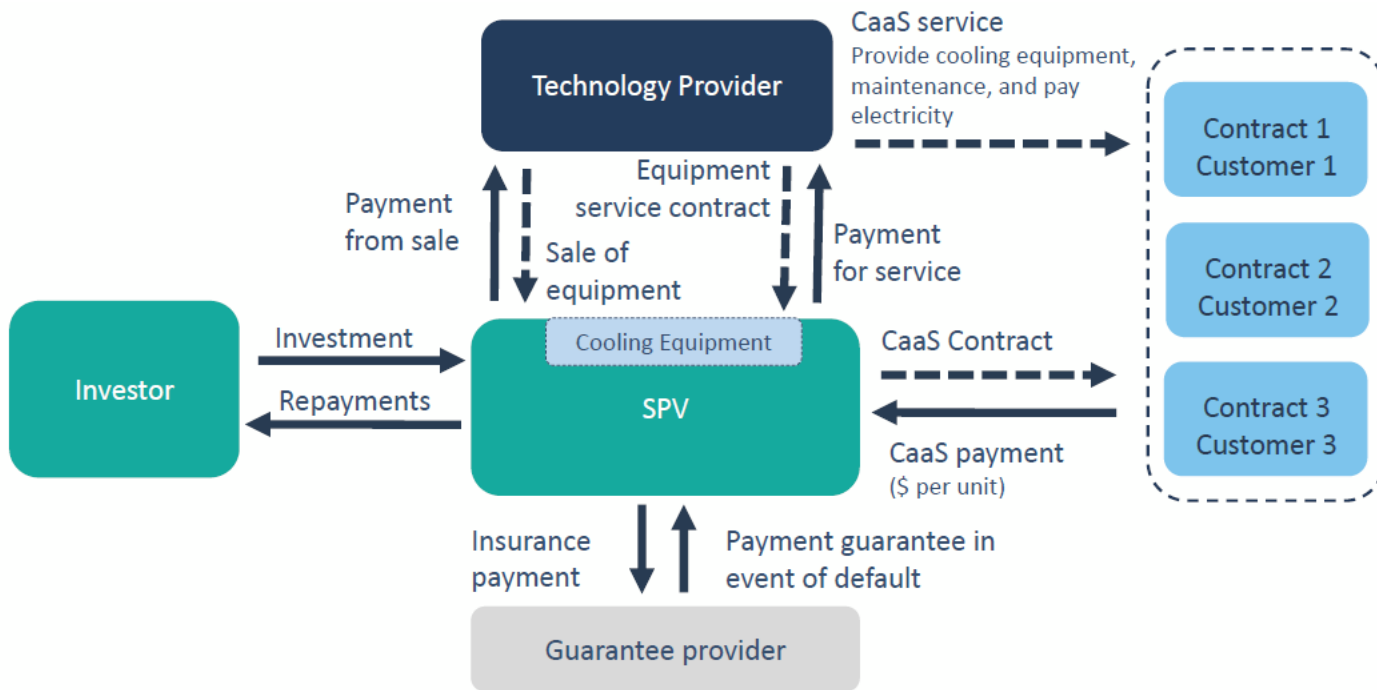 CaaS service
Provide cooling equipment,
maintenance, and pay
electricity
Technology Provider
Contract 1
Customer 1
Equipment
service contract
Payment
from sale
Payment
for service
Sale of
equipment
Contract 2
Customer 2
Investment
Cooling Equipment
CaaS Contract
Investor
Repayments
SPV
Contract 3
Customer 3
CaaS payment
($ per unit)
Insurance
payment
Payment guarantee in
event of default
Guarantee provider